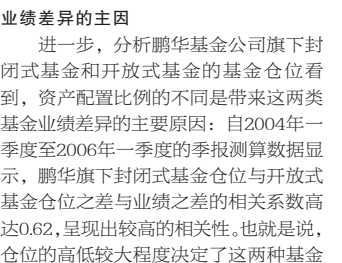 业绩差异的主因
进一步，分析鹏华基金公司旗下封
闭式基金和开放式基金的基金仓位看
到，资产配置比例的不同是带来这两类
基金业绩差异的主要原因：自2004年一
季度至2006年一季度的季报测算数据显
示，鹏华旗下封闭式基金仓位与开放式
基金仓位之差与业绩之差的相关系数高
达0.62，呈现出较高的相关性。也就是说，
仓位的高低较大程度决定了这两种基金